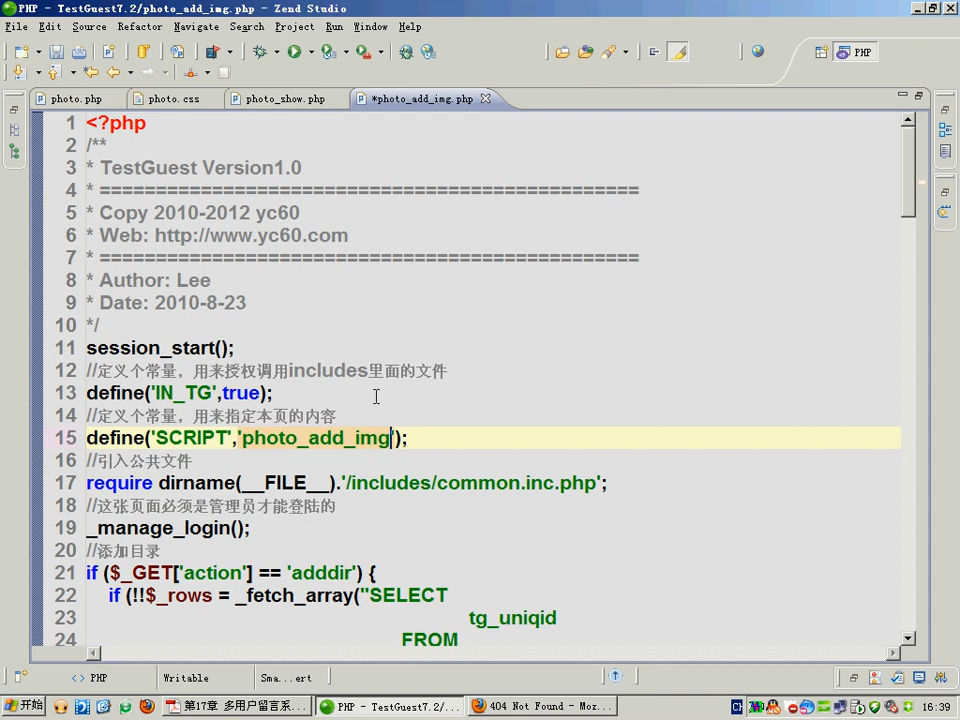 PHP - TestGuest7.2/photo_add_img.php - Zend Studio
File Edit Source Refactor Navigate Search Project Run Window Help
PHP
photo.php photo.css photo_show.php *photo_add_img.php
1 <?php
2 /**
3 * TestGuest Version1.0
4 * ================================================
5 * Copy 2010-2012 yc60
6 * Web: http://www.yc60.com
7 * ================================================
8 * Author: Lee
9 * Date: 2010-8-23
10 */
11 session_start();
12 //定义个常量，用来授权调用includes里面的文件
13 define('IN_TG',true);
14 //定义个常量，用来指定本页的内容
15 define('SCRIPT','photo_add_img');
16 //引入公共文件
17 require dirname(__FILE__).'/includes/common.inc.php';
18 //这张页面必须是管理员才能登陆的
19 _manage_login();
20 //添加目录
21 if ($_GET['action'] == 'adddir') {
22 if (!!$_rows = _fetch_array("SELECT
23 tg_uniqid
24 FROM
<> PHP Writable Sma...ert
开始 第17章 多用户留言系... PHP - TestGuest7.2/... 404 Not Found - Moz... CH 16:39